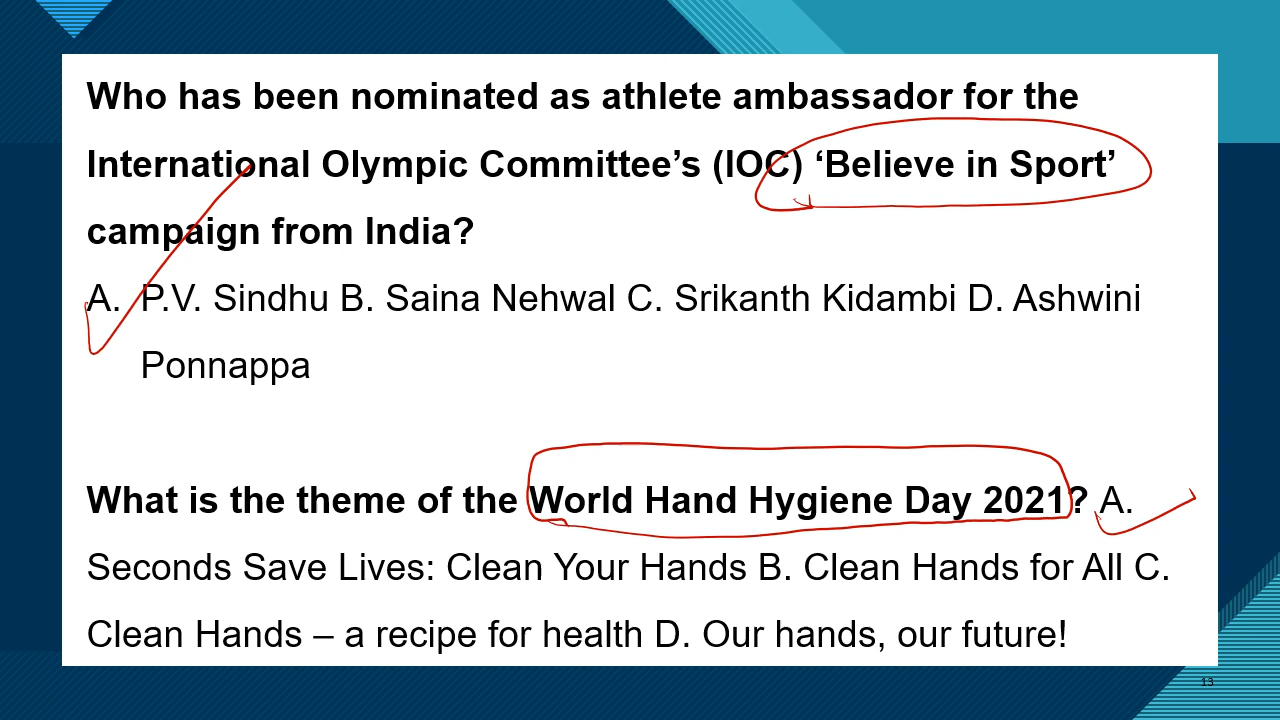 Who has been nominated as athlete ambassador for the
International Olympic Committee’s (IOC) ‘Believe in Sport’
campaign from India?
A. P.V. Sindhu B. Saina Nehwal C. Srikanth Kidambi D. Ashwini
Ponnappa
What is the theme of the World Hand Hygiene Day 2021? A.
Seconds Save Lives: Clean Your Hands B. Clean Hands for All C.
Clean Hands – a recipe for health D. Our hands, our future!
13